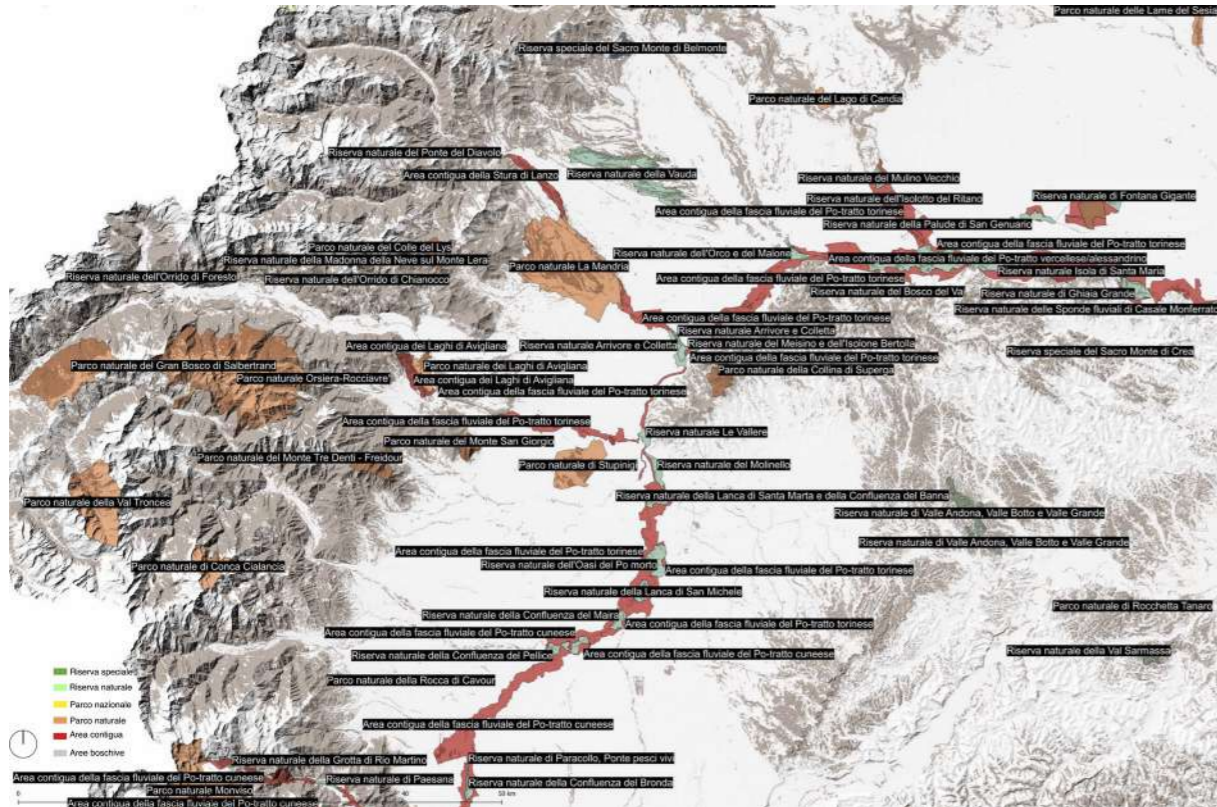 Parco naturale delle Lame del Sesia
Riserva speciale del Sacro Monte di Belmonte
Parco naturale del Lago di Candia
Riserva naturale del Ponte del Diavolo
Area contigua della Stura di Lanzo
Riserva naturale della Vauda
Riserva naturale del Mulino Vecchio
Riserva naturale dell'Isolotto del Ritano
Riserva naturale di Fontana Gigante
Area contigua della fascia fluviale del Po-tratto torinese
Riserva naturale della Palude di San Genuario
Parco naturale del Colle del Lys
Area contigua della fascia fluviale del Po-tratto torinese
Riserva naturale dell'Orco e del Malone
Riserva naturale della Madonna della Neve sul Monte Lera
Area contigua della fascia fluviale del Po-tratto vercellese/alessandrino
Parco naturale La Mandria
Riserva naturale Isola di Santa Maria
Riserva naturale dell'Orrido di Foresto
Riserva naturale dell'Orrido di Chianocco
Area contigua della fascia fluviale del Po-tratto torinese
Riserva naturale del Bosco del Va
Riserva naturale di Ghiaia Grande
Riserva naturale delle Sponde fluviali di Casale Monferrato
Area contigua della fascia fluviale del Po-tratto torinese
Riserva naturale Arrivore e Colletta
Area contigua dei Laghi di Avigliana
Riserva naturale Arrivore e Colletta
Riserva naturale del Meisino e dell'Isolone Bertolla
Riserva speciale del Sacro Monte di Crea
Area contigua della fascia fluviale del Po-tratto torinese
Parco naturale del Gran Bosco di Salbertrand
Parco naturale dei Laghi di Avigliana
Parco naturale della Collina di Superga
Parco naturale Orsiera-Rocciavrè
Area contigua dei Laghi di Avigliana
Area contigua della fascia fluviale del Po-tratto torinese
Area contigua della fascia fluviale del Po-tratto torinese
Riserva naturale Le Vallere
Parco naturale del Monte San Giorgio
Parco naturale del Monte Tre Denti - Freidour
Parco naturale di Stupinigi
Riserva naturale del Molinello
Parco naturale della Val Troncea
Riserva naturale della Lanca di Santa Marta e della Confluenza del Banna
Riserva naturale di Valle Andona, Valle Botto e Valle Grande
Riserva naturale di Valle Andona, Valle Botto e Valle Grande
Area contigua della fascia fluviale del Po-tratto torinese
Parco naturale di Conca Cialancia
Riserva naturale dell'Oasi del Po morto
Area contigua della fascia fluviale del Po-tratto torinese
Riserva naturale della Lanca di San Michele
Parco naturale di Rocchetta Tanaro
Riserva naturale della Confluenza del Maira
Area contigua della fascia fluviale del Po-tratto torinese
Area contigua della fascia fluviale del Po-tratto cuneese
Riserva naturale della Confluenza del Pellice
Area contigua della fascia fluviale del Po-tratto cuneese
Riserva naturale della Val Sarmassa
Parco naturale della Rocca di Cavour
Area contigua della fascia fluviale del Po-tratto cuneese
Riserva speciale
Riserva naturale
Parco nazionale
Parco naturale
Area contigua
Aree boschive
Riserva naturale della Grotta di Rio Martino
Riserva naturale di Paracollo, Ponte pesci vivi
Area contigua della fascia fluviale del Po-tratto cuneese
Riserva naturale di Paesana
Riserva naturale della Confluenza del Bronda
Parco naturale Monviso
Area contigua della fascia fluviale del Po-tratto cuneese
0
40
53 km